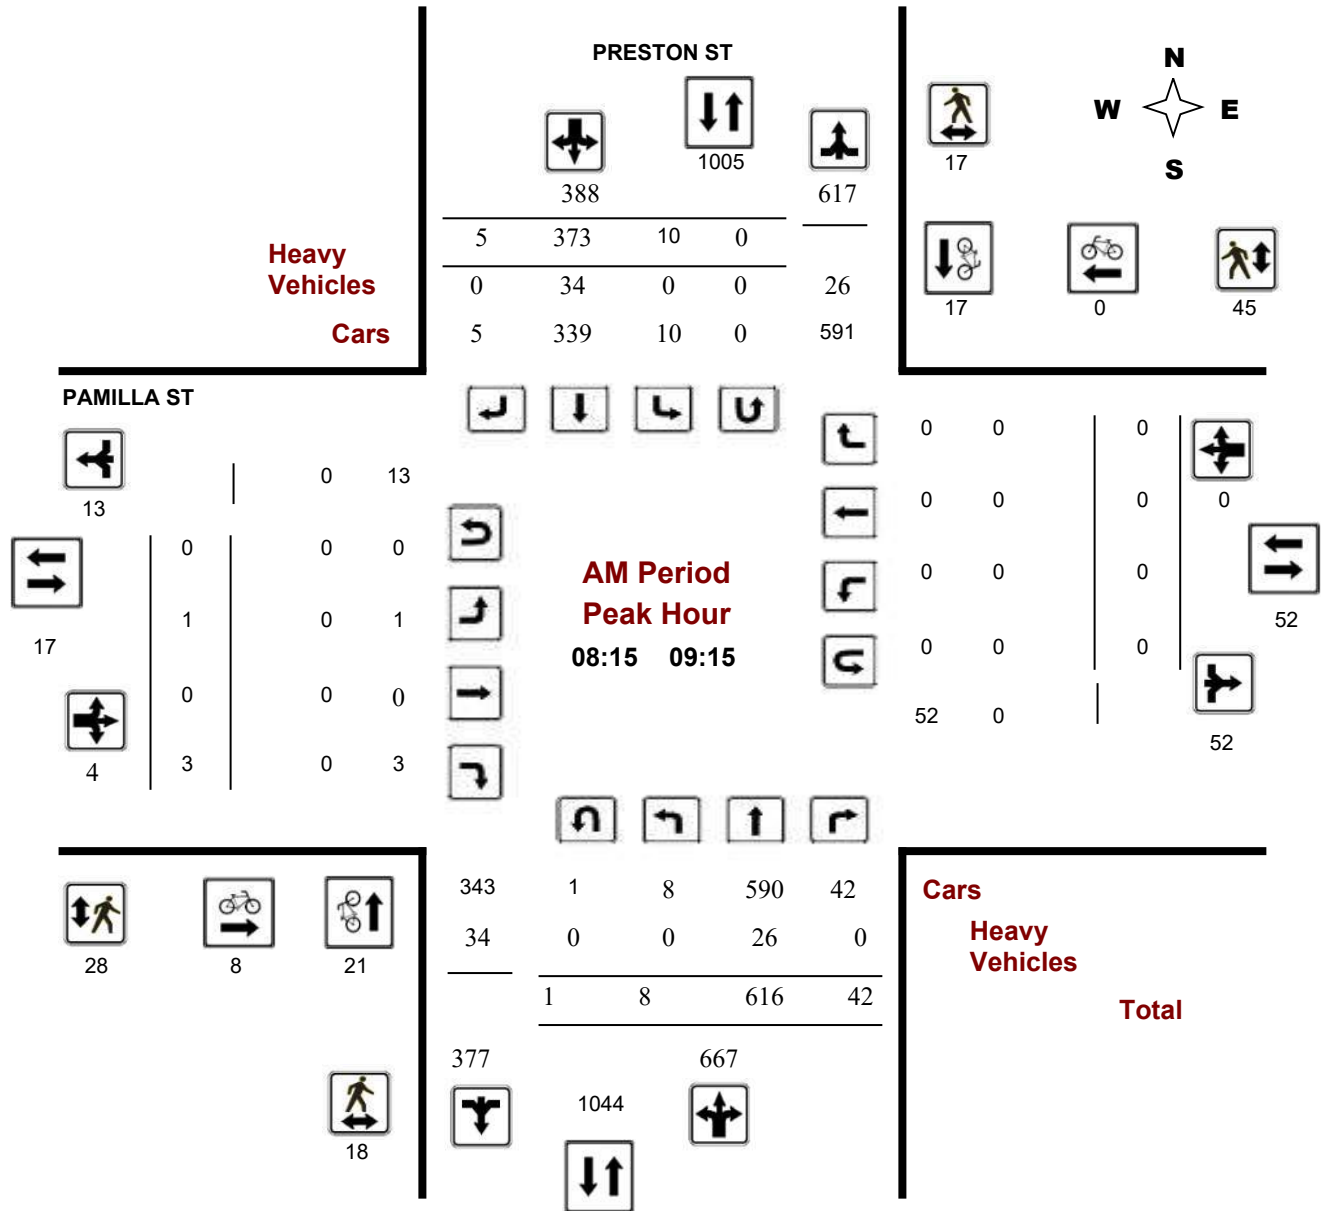 PRESTON ST
N
W E
S
1005
17
388 617
5 373 10 0
Heavy
Vehicles
0 34 0 0 26
17 0 45
Cars 5 339 10 0 591
PAMILLA ST
0 0 0
0 13
13
0 0 0 0
0 0 0
AM Period
0 0 0
Peak Hour
1 0 1
52
17
08:15 09:15
0 0 0
0 0 0
52 0
52
4 3 0 3
343 1 8 590 42
Cars
34 0 0 26 0
Heavy
Vehicles
28 8 21
1 8 616 42
Total
377 667
1044
18